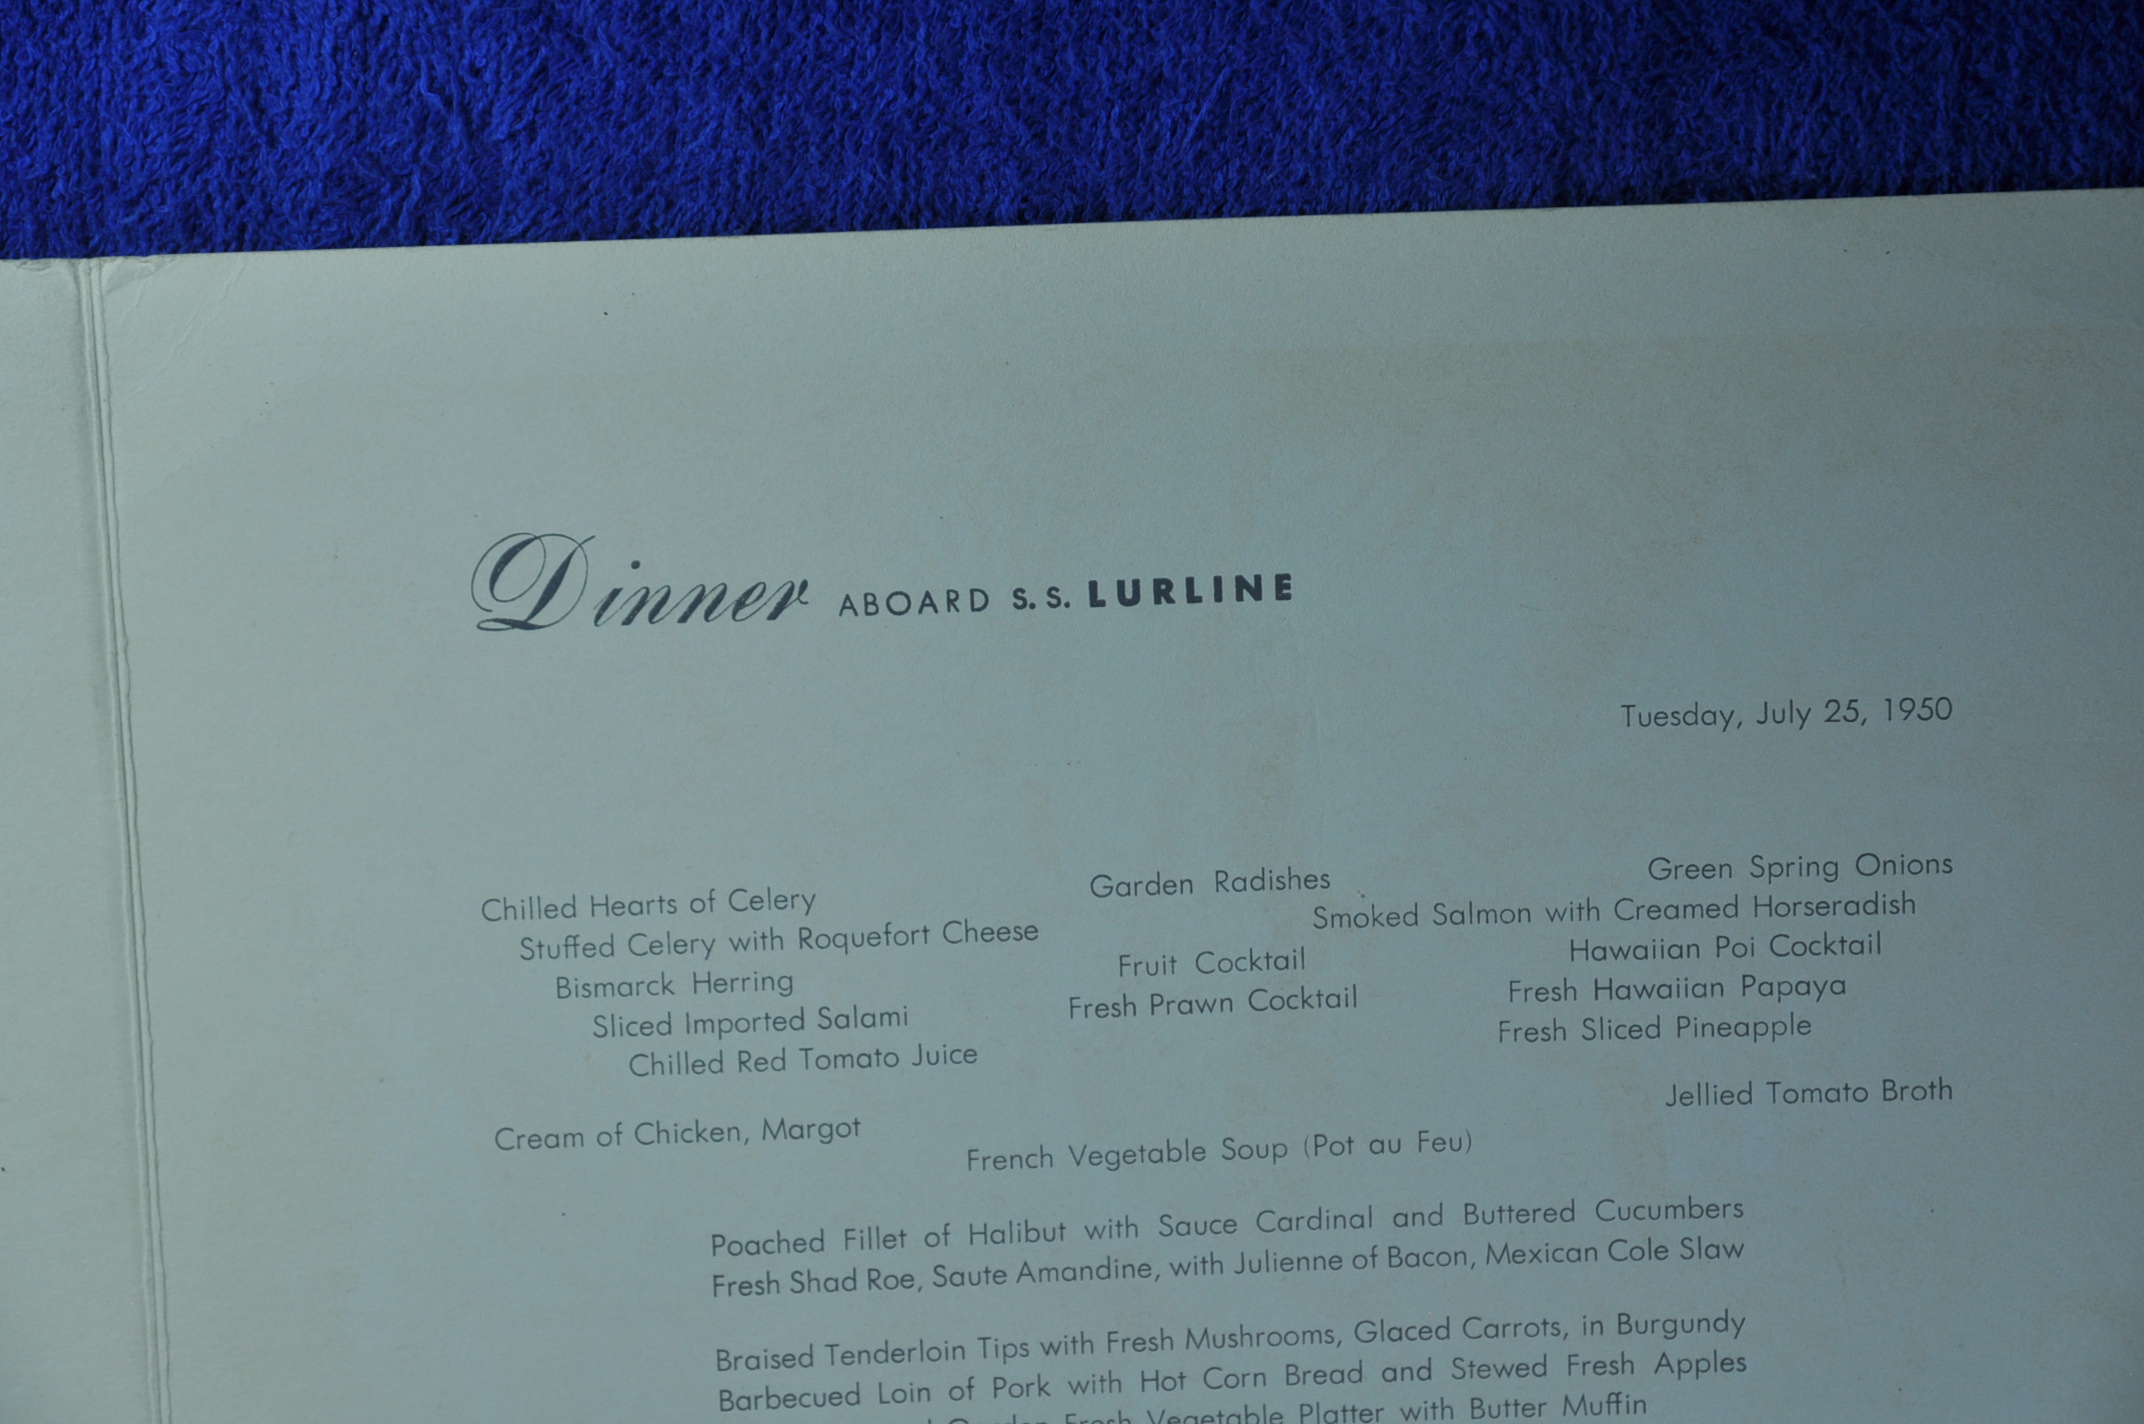 Dinner ABOARD S. S. LURLINE
Tuesday, July 25, 1950
Chilled Hearts of Celery Garden Radishes Green Spring Onions
Stuffed Celery with Roquefort Cheese Smoked Salmon with Creamed Horseradish
Bismarck Herring Fruit Cocktail Hawaiian Poi Cocktail
Sliced Imported Salami Fresh Prawn Cocktail Fresh Hawaiian Papaya
Chilled Red Tomato Juice Fresh Sliced Pineapple
Cream of Chicken, Margot Jellied Tomato Broth
French Vegetable Soup (Pot au Feu)
Poached Fillet of Halibut with Sauce Cardinal and Buttered Cucumbers
Fresh Shad Roe, Saute Amandine, with Julienne of Bacon, Mexican Cole Slaw
Braised Tenderloin Tips with Fresh Mushrooms, Glaced Carrots, in Burgundy
Barbecued Loin of Pork with Hot Corn Bread and Stewed Fresh Apples
Fresh Vegetable Platter with Butter Muffin